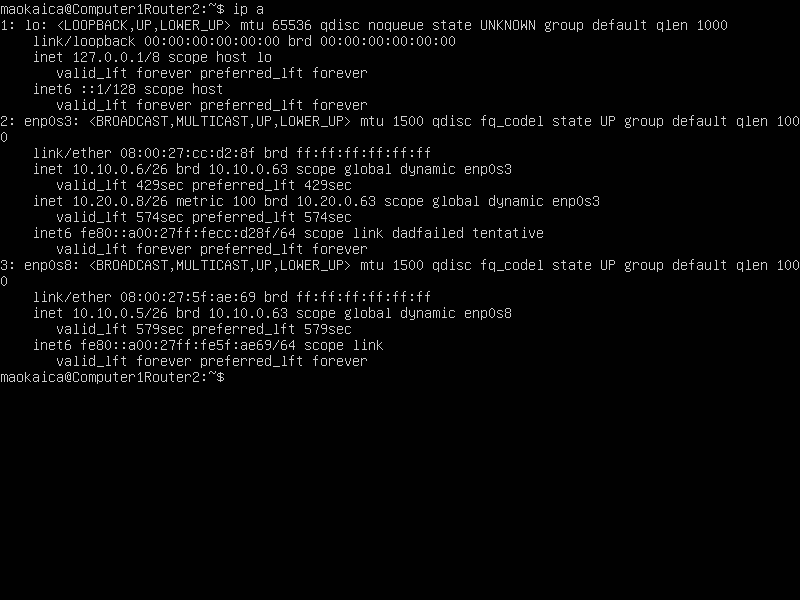 maokaica@Computer1Router2:~$ ip a
1: lo: <LOOPBACK,UP,LOWER_UP> mtu 65536 qdisc noqueue state UNKNOWN group default qlen 1000
    link/loopback 00:00:00:00:00:00 brd 00:00:00:00:00:00
    inet 127.0.0.1/8 scope host lo
       valid_lft forever preferred_lft forever
    inet6 ::1/128 scope host
       valid_lft forever preferred_lft forever
2: enp0s3: <BROADCAST,MULTICAST,UP,LOWER_UP> mtu 1500 qdisc fq_codel state UP group default qlen 100
0
    link/ether 08:00:27:cc:d2:8f brd ff:ff:ff:ff:ff:ff
    inet 10.10.0.6/26 brd 10.10.0.63 scope global dynamic enp0s3
       valid_lft 429sec preferred_lft 429sec
    inet 10.20.0.8/26 metric 100 brd 10.20.0.63 scope global dynamic enp0s3
       valid_lft 574sec preferred_lft 574sec
    inet6 fe80::a00:27ff:fecc:d28f/64 scope link dadfailed tentative
       valid_lft forever preferred_lft forever
3: enp0s8: <BROADCAST,MULTICAST,UP,LOWER_UP> mtu 1500 qdisc fq_codel state UP group default qlen 100
0
    link/ether 08:00:27:5f:ae:69 brd ff:ff:ff:ff:ff:ff
    inet 10.10.0.5/26 brd 10.10.0.63 scope global dynamic enp0s8
       valid_lft 579sec preferred_lft 579sec
    inet6 fe80::a00:27ff:fe5f:ae69/64 scope link
       valid_lft forever preferred_lft forever
maokaica@Computer1Router2:~$